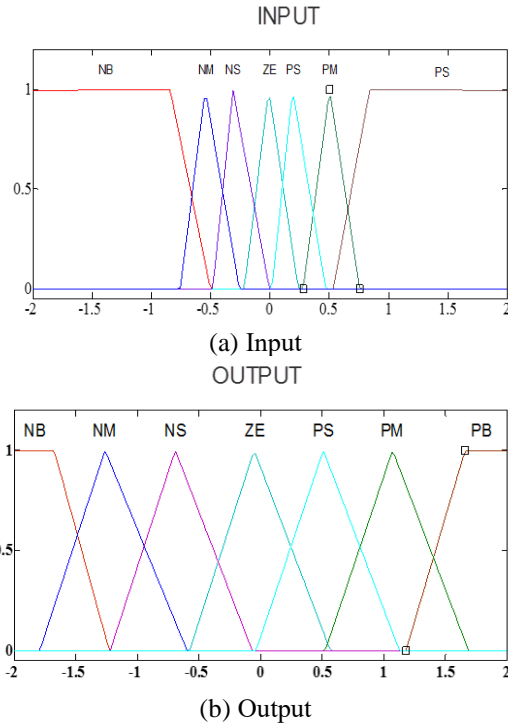 INPUT
NB NM NS ZE PS PM PS
1
0.5
0
-2 -1.5 -1 -0.5 0 0.5 1 1.5 2
(a) Input
OUTPUT
NB NM NS ZE PS PM PB
1
0.5
0
-2 -1.5 -1 -0.5 0 0.5 1 1.5 2
(b) Output